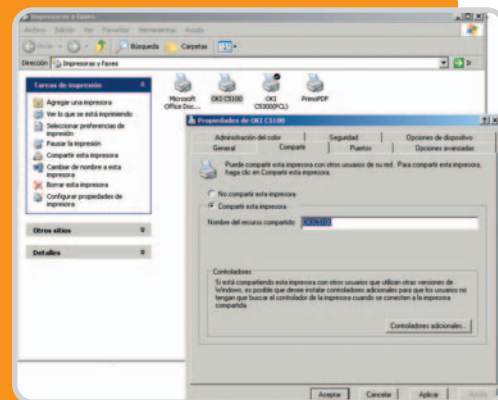 Impresoras y faxes
Archivo Edición Ver Favoritos Herramientas Ayuda
Atrás
Búsqueda
Carpetas
Dirección
Impresoras y faxes
Ir
Tareas de impresión
Agregar una impresora
Ver lo que se está imprimiendo
Seleccionar preferencias de
impresión
Pausar la impresión
Compartir esta impresora
Cambiar de nombre a esta
impresora
Borrar esta impresora
Configurar propiedades de
impresora
Otros sitios
Detalles
Microsoft
Office Doc...
OKI C5100
OKI
C5300(PCL)
PrimoPDF
Propiedades de OKI C5100
Administración del color
Seguridad
Opciones de dispositivo
General
Compartir
Puertos
Opciones avanzadas
Puede compartir esta impresora con otros usuarios de su red. Para compartir esta impresora,
haga clic en Compartir esta impresora.
No compartir esta impresora
Compartir esta impresora
Nombre del recurso compartido:
OKIC5100
Controladores
Si está compartiendo esta impresora con otros usuarios que utilizan otras versiones de
Windows, es posible que desee instalar controladores adicionales para que los usuarios no
tengan que buscar el controlador de la impresora cuando se conecten a la impresora
compartida.
Controladores adicionales...
Aceptar
Cancelar
Aplicar
Ayuda